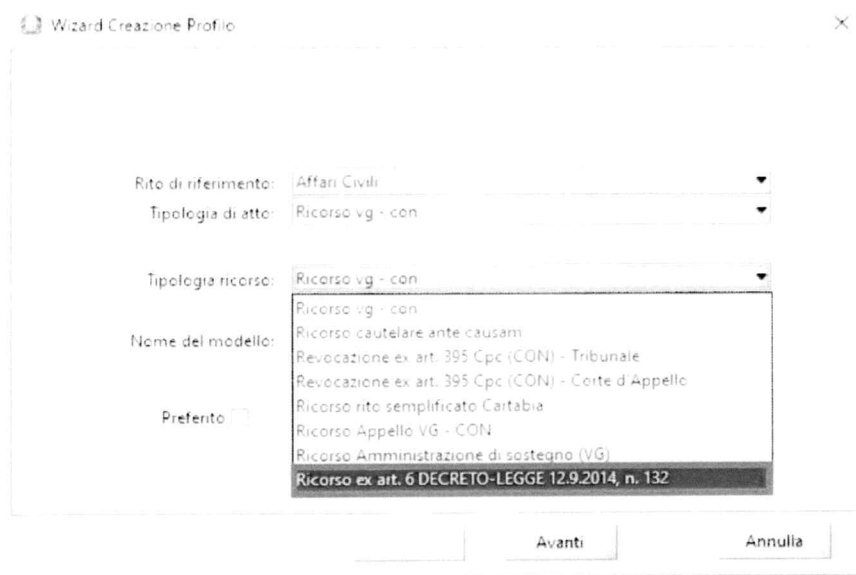 Wizard Creazione Profilo
Rito di riferimento: Affari Civili
Tipologia di atto: Ricorso vg - con
Tipologia ricorso: Ricorso vg - con
Ricorso vg - con
Ricorso cautelare ante causam
Nome del modello:
Revocazione ex art. 395 Cpc (CON) - Tribunale
Revocazione ex art. 395 Cpc (CON) - Corte d'Appello
Ricorso rito semplificato Cartabia
Preferito
Ricorso Appello VG - CON
Ricorso Amministrazione di sostegno (VG)
Ricorso ex art. 6 DECRETO-LEGGE 12.9.2014, n. 132
Avanti Annulla